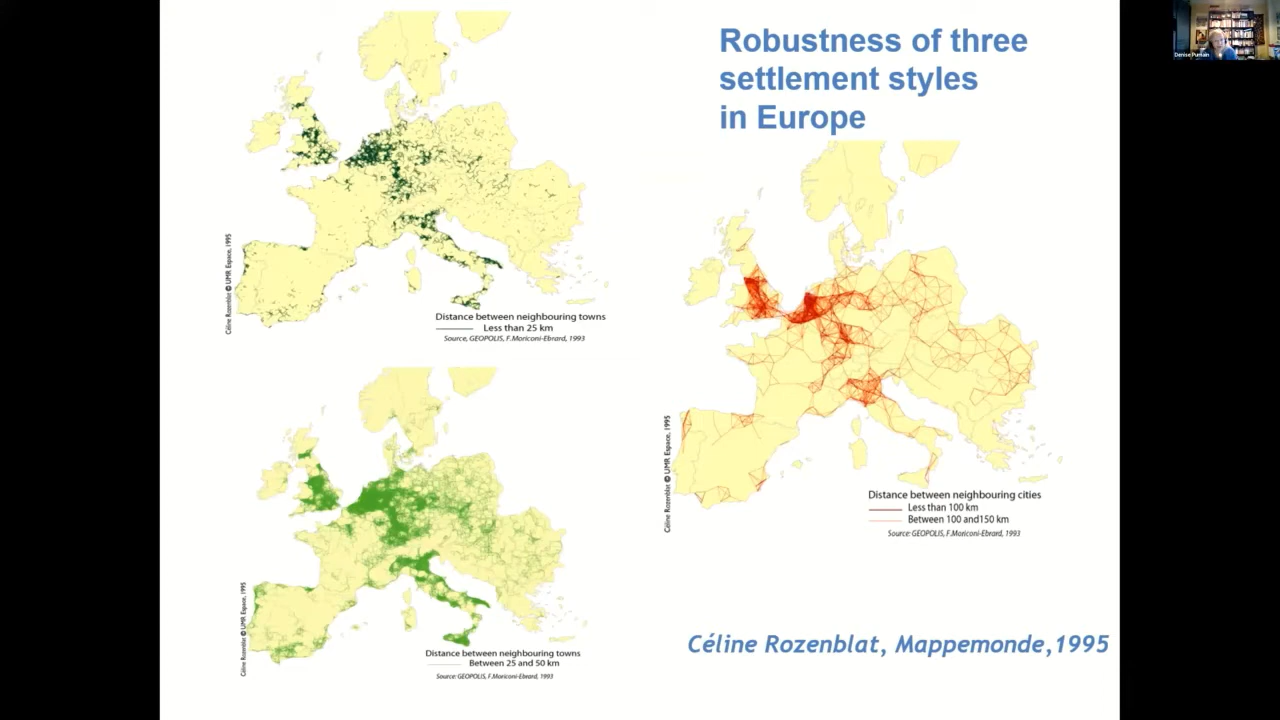 Robustness of three
settlement styles
in Europe
Denise Pumain
Céline Rozenblat © UMR Espace, 1995
Distance between neighbouring towns
Less than 25 km
Source, GEOPOLIS, F.Moriconi-Ebrard, 1993
Céline Rozenblat © UMR Espace, 1995
Distance between neighbouring cities
Less than 100 km
Between 100 and150 km
Source: GEOPOLIS, F.Moriconi-Ebrard, 1993
Céline Rozenblat © UMR Espace, 1995
Distance between neighbouring towns
Between 25 and 50 km
Source: GEOPOLIS, F.Moriconi-Ebrard, 1993
Céline Rozenblat, Mappemonde,1995